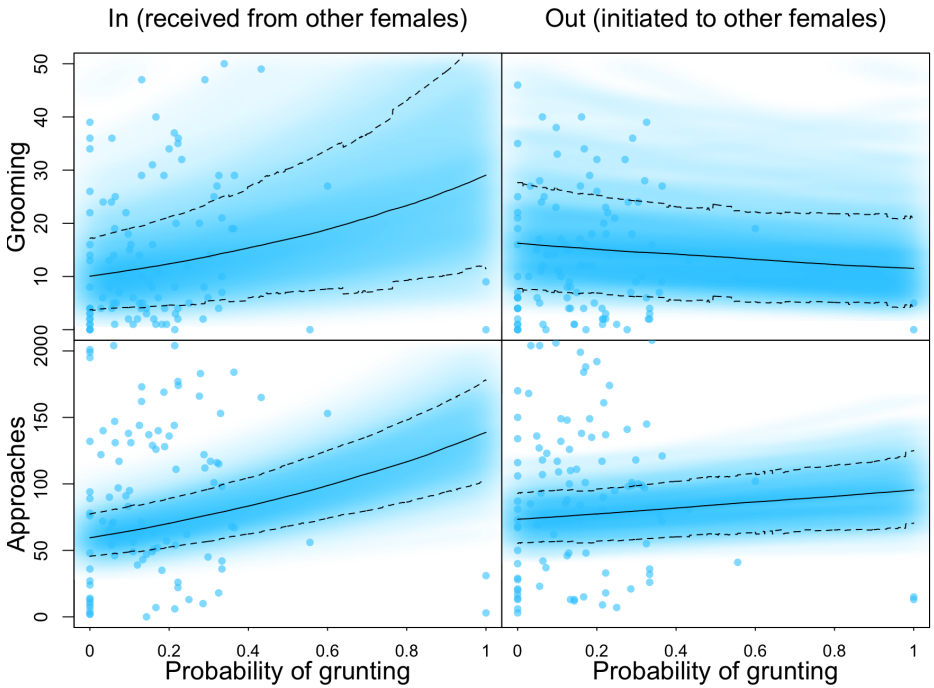 In (received from other females) Out (initiated to other females)
50
40
30
20
10
0
Grooming
200
150
100
50
0
Approaches
0 0.2 0.4 0.6 0.8 1 0 0.2 0.4 0.6 0.8 1
Probability of grunting Probability of grunting